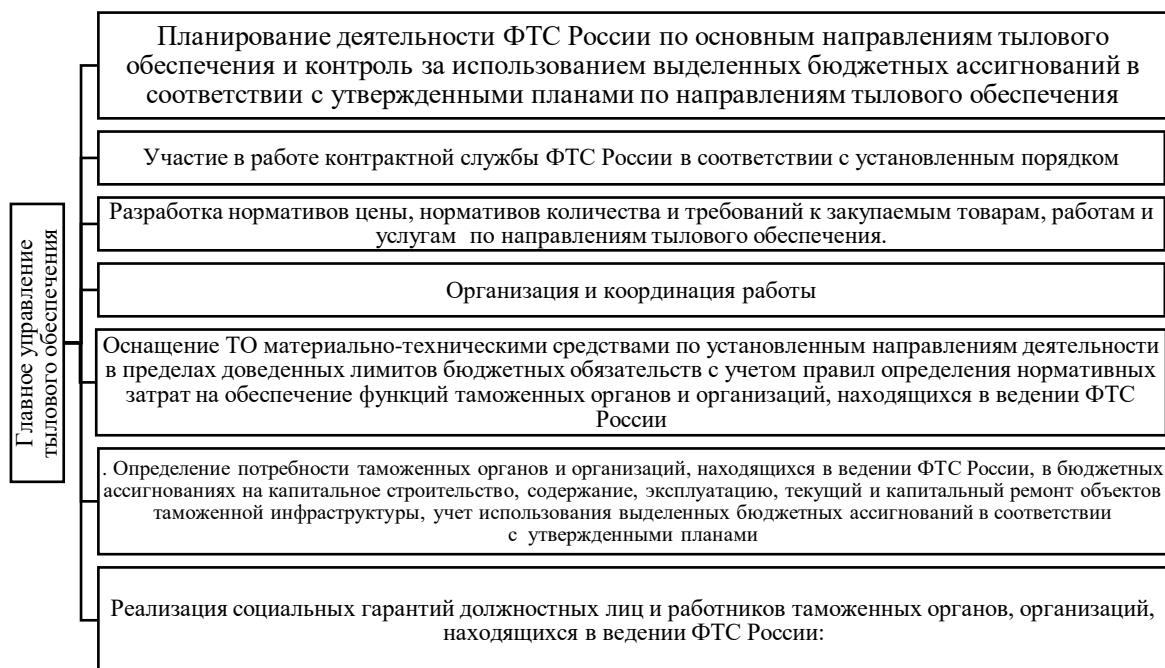 Главное управление
тылового обеспечения
Планирование деятельности ФТС России по основным направлениям тылового
обеспечения и контроль за использованием выделенных бюджетных ассигнований в
соответствии с утвержденными планами по направлениям тылового обеспечения
Участие в работе контрактной службы ФТС России в соответствии с установленным порядком
Разработка нормативов цены, нормативов количества и требований к закупаемым товарам, работам и
услугам по направлениям тылового обеспечения.
Организация и координация работы
Оснащение ТО материально-техническими средствами по установленным направлениям деятельности
в пределах доведенных лимитов бюджетных обязательств с учетом правил определения нормативных
затрат на обеспечение функций таможенных органов и организаций, находящихся в ведении ФТС
России
. Определение потребности таможенных органов и организаций, находящихся в ведении ФТС России, в бюджетных
ассигнованиях на капитальное строительство, содержание, эксплуатацию, текущий и капитальный ремонт объектов
таможенной инфраструктуры, учет использования выделенных бюджетных ассигнований в соответствии
с утвержденными планами
Реализация социальных гарантий должностных лиц и работников таможенных органов, организаций,
находящихся в ведении ФТС России: